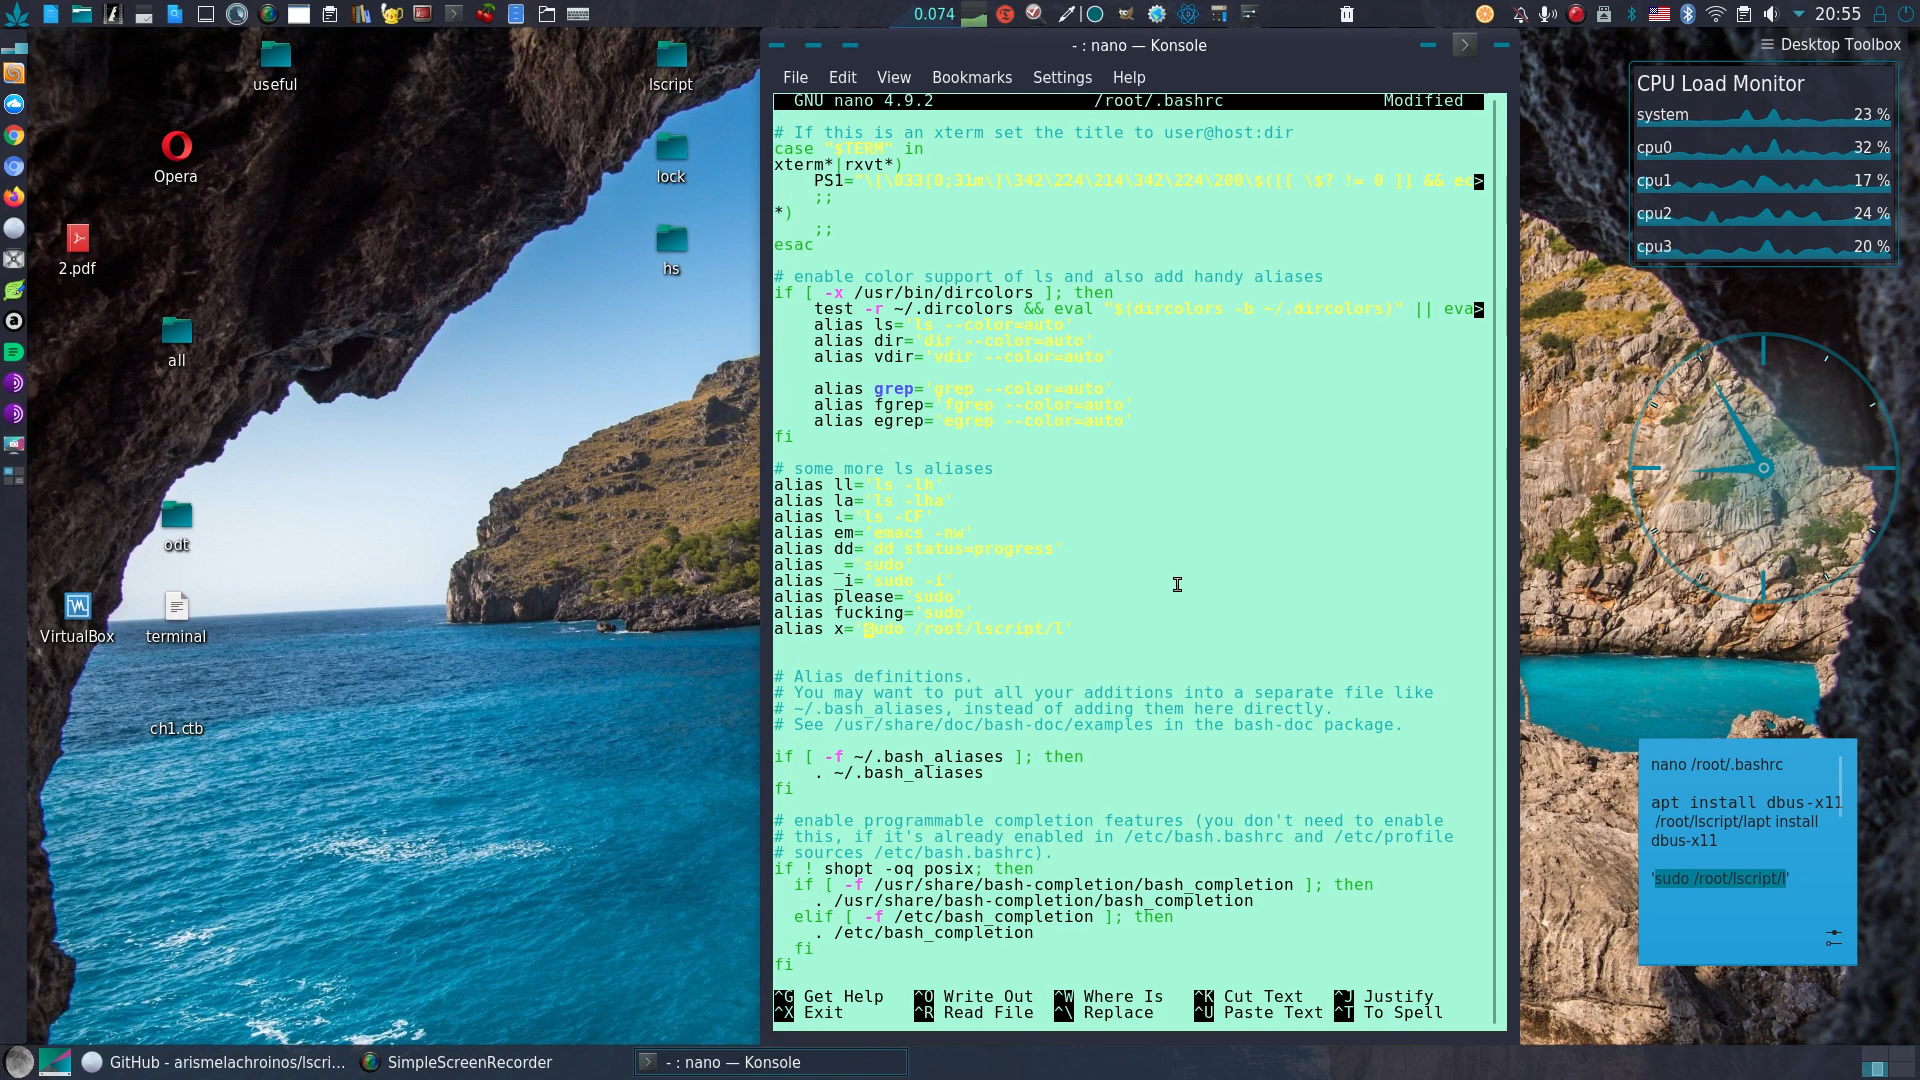 0.074
20:55
Desktop Toolbox
useful
lscript
Opera
lock
2.pdf
hs
all
odt
VirtualBox
terminal
ch1.ctb
- : nano — Konsole
File Edit View Bookmarks Settings Help
GNU nano 4.9.2 /root/.bashrc Modified
# If this is an xterm set the title to user@host:dir
case "$TERM" in
xterm*|rxvt*)
PS1="\[\033[0;31m\]\342\224\214\342\224\200\$([[ \$? != 0 ]] && ec>
;;
*)
;;
esac
# enable color support of ls and also add handy aliases
if [ -x /usr/bin/dircolors ]; then
test -r ~/.dircolors && eval "$(dircolors -b ~/.dircolors)" || eva>
alias ls='ls --color=auto'
alias dir='dir --color=auto'
alias vdir='vdir --color=auto'
alias grep='grep --color=auto'
alias fgrep='fgrep --color=auto'
alias egrep='egrep --color=auto'
fi
# some more ls aliases
alias ll='ls -lh'
alias la='ls -lha'
alias l='ls -CF'
alias em='emacs -nw'
alias dd='dd status=progress'
alias _='sudo'
alias _i='sudo -i'
alias please='sudo'
alias fucking='sudo'
alias x='sudo /root/lscript/l'
# Alias definitions.
# You may want to put all your additions into a separate file like
# ~/.bash_aliases, instead of adding them here directly.
# See /usr/share/doc/bash-doc/examples in the bash-doc package.
if [ -f ~/.bash_aliases ]; then
. ~/.bash_aliases
fi
# enable programmable completion features (you don't need to enable
# this, if it's already enabled in /etc/bash.bashrc and /etc/profile
# sources /etc/bash.bashrc).
if ! shopt -oq posix; then
if [ -f /usr/share/bash-completion/bash_completion ]; then
. /usr/share/bash-completion/bash_completion
elif [ -f /etc/bash_completion ]; then
. /etc/bash_completion
fi
fi
^G Get Help ^O Write Out ^W Where Is ^K Cut Text ^J Justify
^X Exit ^R Read File ^\ Replace ^U Paste Text ^T To Spell
CPU Load Monitor
system 23 %
cpu0 32 %
cpu1 17 %
cpu2 24 %
cpu3 20 %
nano /root/.bashrc
apt install dbus-x11
/root/lscript/lapt install
dbus-x11
'sudo /root/lscript/l'
GitHub - arismelachroinos/lscri...
SimpleScreenRecorder
- : nano — Konsole